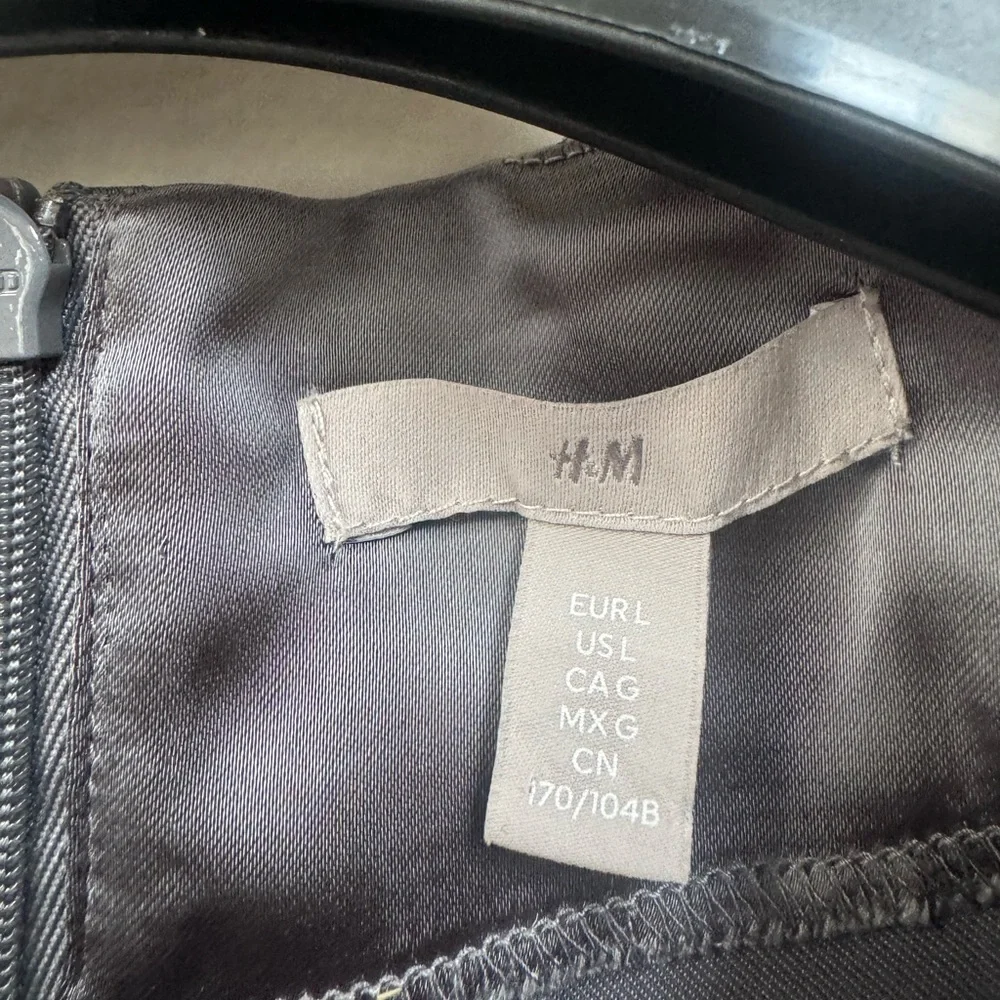 H&M
EUR L
US L
CA G
MX G
CN
170/104B